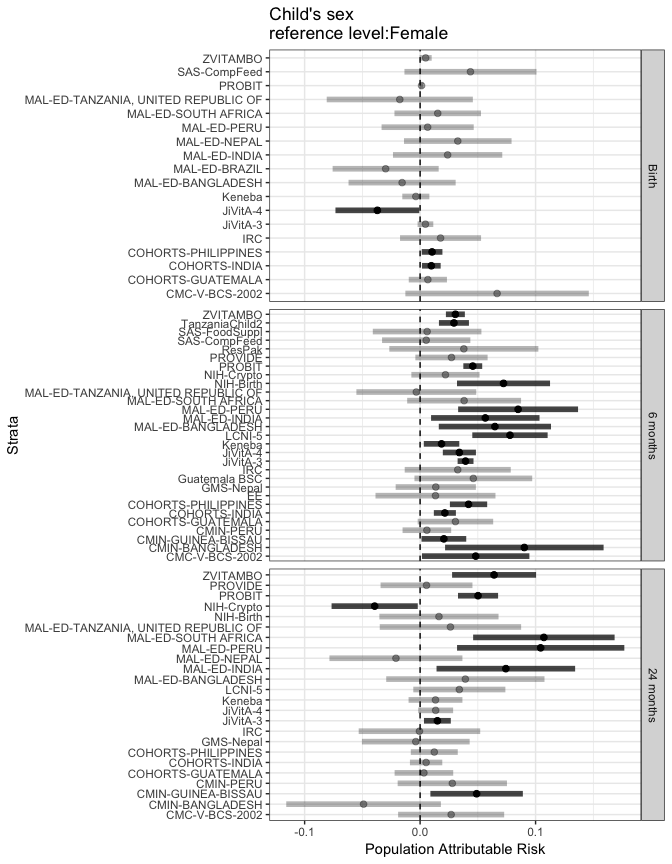 Child's sex
reference level:Female
Strata
ZVITAMBO
SAS-CompFeed
PROBIT
MAL-ED-TANZANIA, UNITED REPUBLIC OF
MAL-ED-SOUTH AFRICA
MAL-ED-PERU
MAL-ED-NEPAL
MAL-ED-INDIA
MAL-ED-BRAZIL
MAL-ED-BANGLADESH
Keneba
JiVitA-4
JiVitA-3
IRC
COHORTS-PHILIPPINES
COHORTS-INDIA
COHORTS-GUATEMALA
CMC-V-BCS-2002
Birth
ZVITAMBO
TanzaniaChild2
SAS-FoodSuppl
SAS-CompFeed
ResPak
PROVIDE
PROBIT
NIH-Crypto
NIH-Birth
MAL-ED-TANZANIA, UNITED REPUBLIC OF
MAL-ED-SOUTH AFRICA
MAL-ED-PERU
MAL-ED-INDIA
MAL-ED-BANGLADESH
LCNI-5
Keneba
JiVitA-4
JiVitA-3
IRC
Guatemala BSC
GMS-Nepal
EE
COHORTS-PHILIPPINES
COHORTS-INDIA
COHORTS-GUATEMALA
CMIN-PERU
CMIN-GUINEA-BISSAU
CMIN-BANGLADESH
CMC-V-BCS-2002
6 months
ZVITAMBO
PROVIDE
PROBIT
NIH-Crypto
NIH-Birth
MAL-ED-TANZANIA, UNITED REPUBLIC OF
MAL-ED-SOUTH AFRICA
MAL-ED-PERU
MAL-ED-NEPAL
MAL-ED-INDIA
MAL-ED-BANGLADESH
LCNI-5
Keneba
JiVitA-4
JiVitA-3
IRC
GMS-Nepal
COHORTS-PHILIPPINES
COHORTS-INDIA
COHORTS-GUATEMALA
CMIN-PERU
CMIN-GUINEA-BISSAU
CMIN-BANGLADESH
CMC-V-BCS-2002
24 months
-0.1 0.0 0.1
Population Attributable Risk